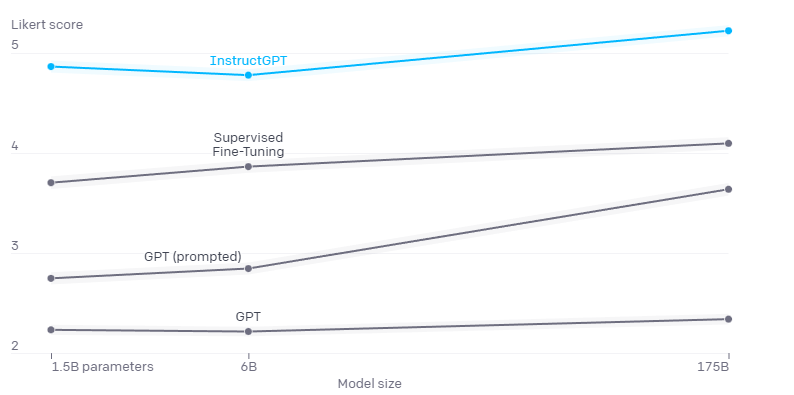 Likert score
5
InstructGPT
Supervised
Fine-Tuning
4
GPT (prompted)
3
GPT
2
1.5B parameters
6B
175B
Model size